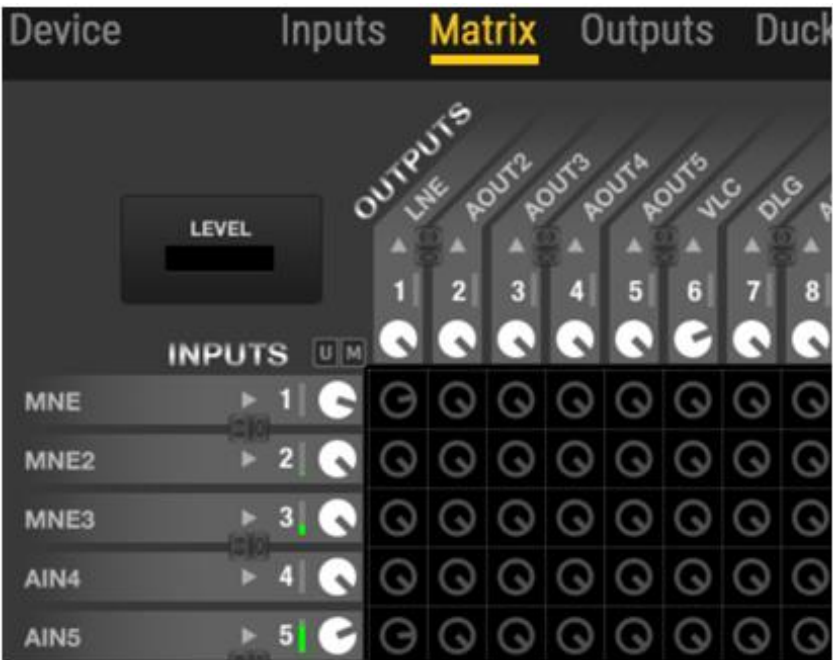 Device Inputs Matrix Outputs Duck
OUTPUTS
LNE AOUT2 AOUT3 AOUT4 AOUT5 VLC DLG A
LEVEL
1 2 3 4 5 6 7 8
INPUTS U M
MNE 1
MNE2 2
MNE3 3
AIN4 4
AIN5 5